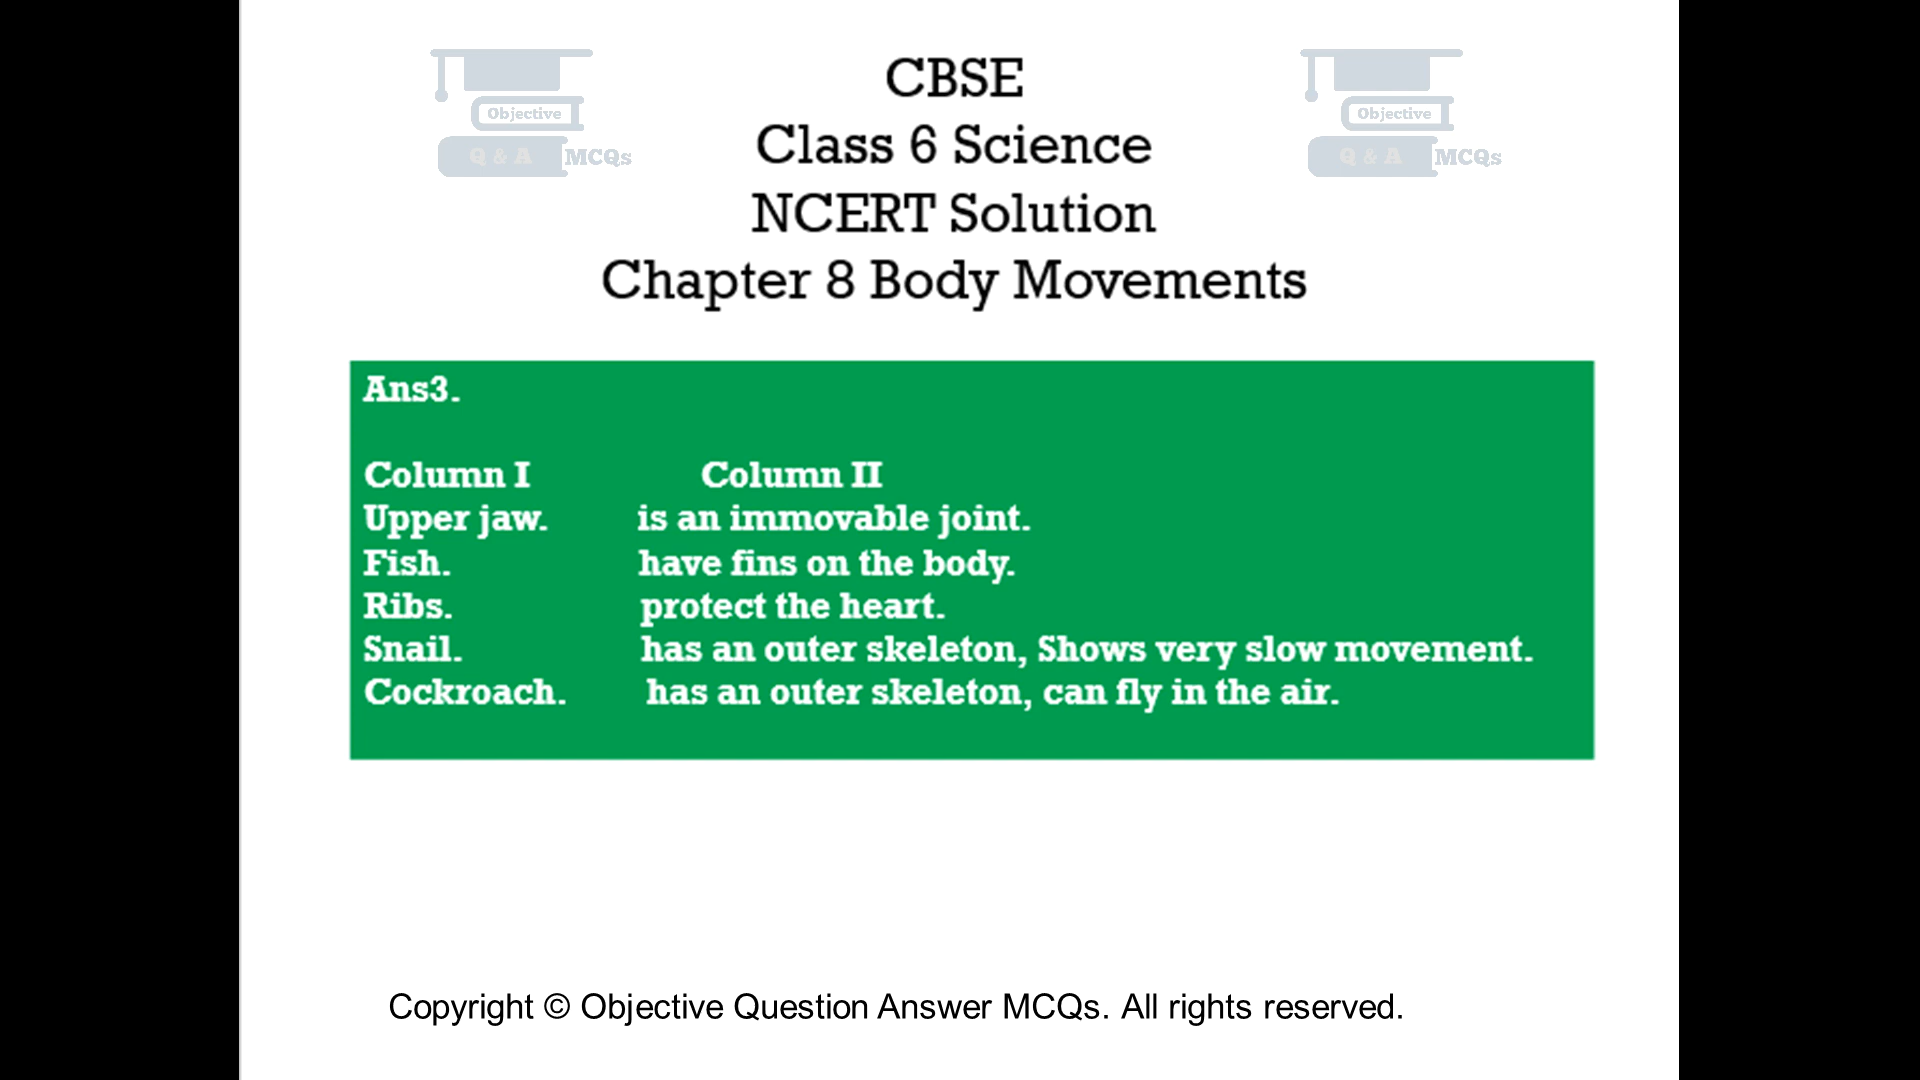 CBSE
Class 6 Science
NCERT Solution
Chapter 8 Body Movements
Objective
Q & A MCQs
Objective
Q & A MCQs
Ans3.
Column I Column II
Upper jaw. is an immovable joint.
Fish. have fins on the body.
Ribs. protect the heart.
Snail. has an outer skeleton, Shows very slow movement.
Cockroach. has an outer skeleton, can fly in the air.
Copyright © Objective Question Answer MCQs. All rights reserved.